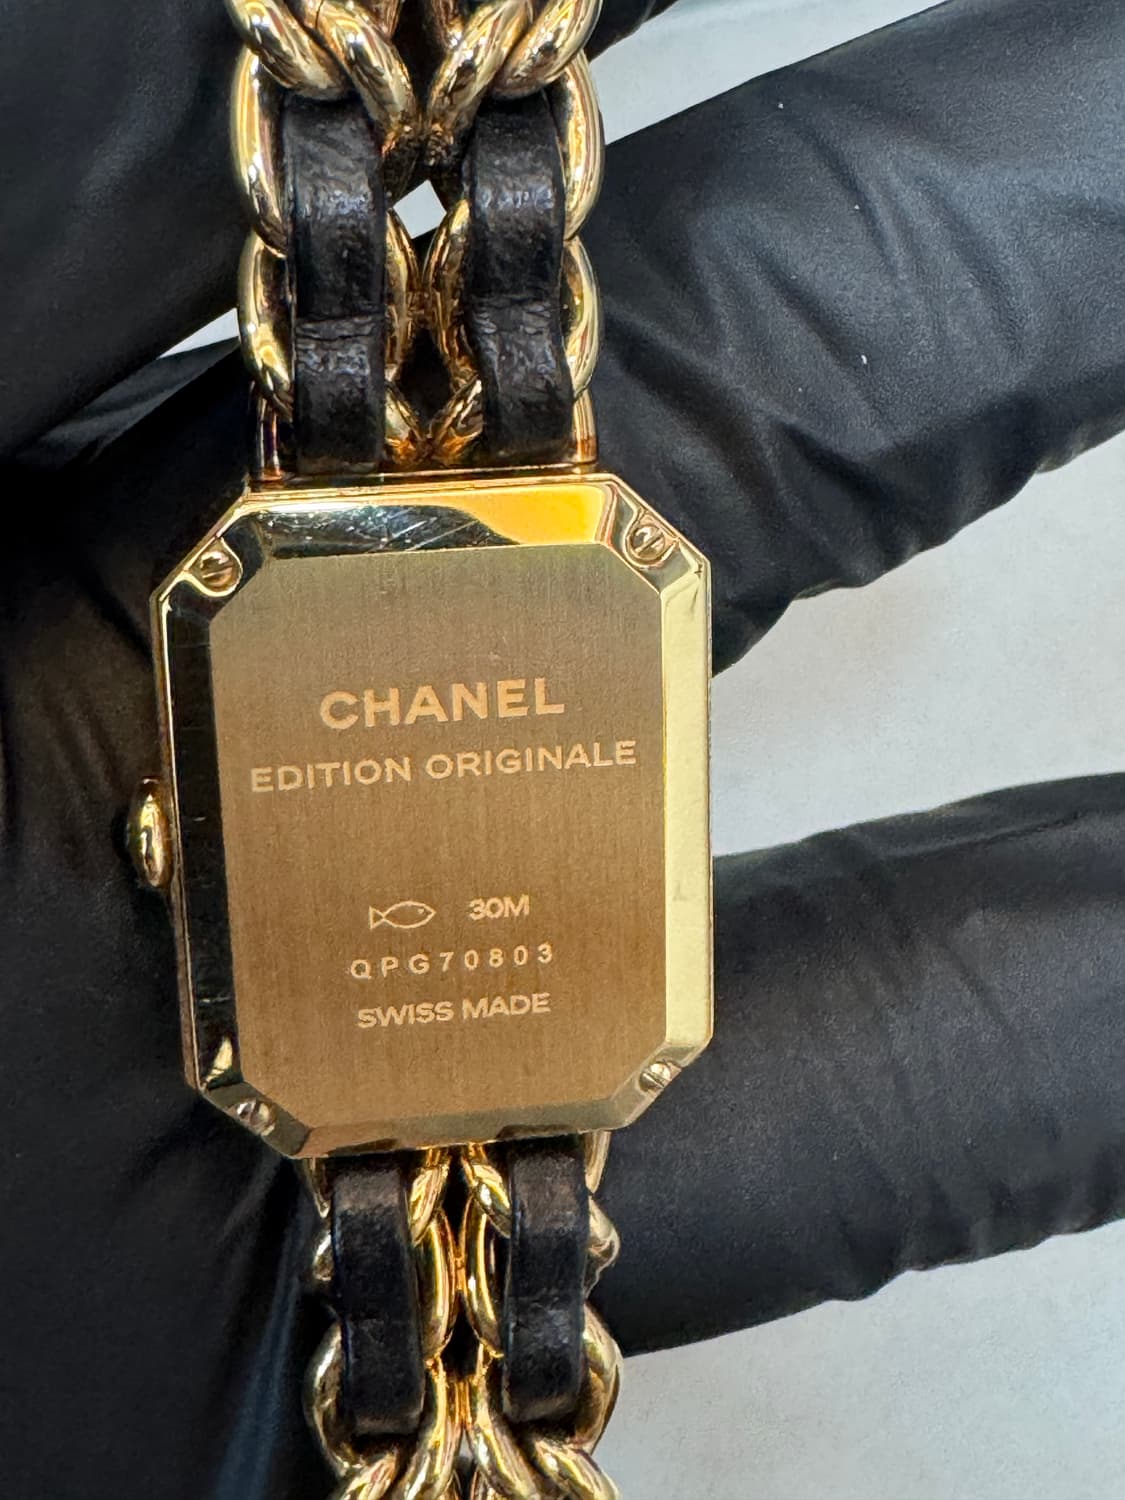 CHANEL
EDITION ORIGINALE
30M
QPG70803
SWISS MADE